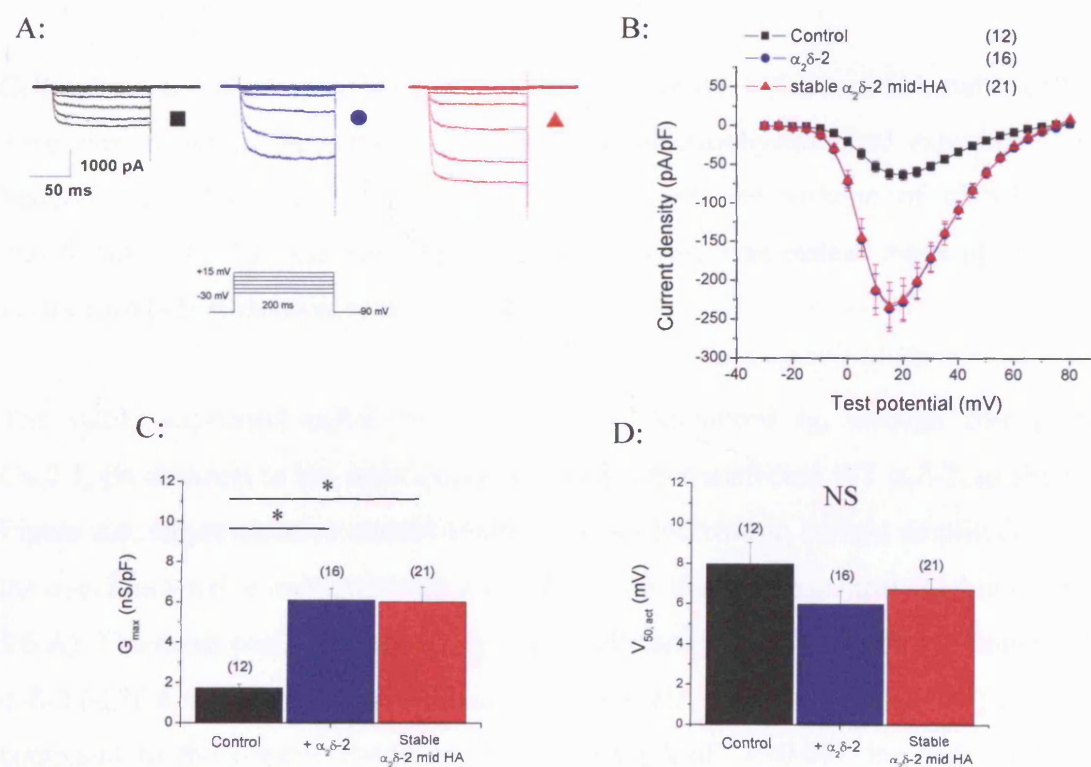 A:
1000 pA
50 ms
+15 mV
-30 mV
200 ms
-90 mV
B:
Control (12)
α₂δ-2 (16)
stable α₂δ-2 mid-HA (21)
Current density (pA/pF)
50
0
-50
-100
-150
-200
-250
-300
-40 -20 0 20 40 60 80
Test potential (mV)
C:
G max (nS/pF)
12
10
8
6
4
2
0
*
*
(12)
(16)
(21)
Control
+ α₂δ-2
Stable
α₂δ-2 mid HA
D:
NS
V 50, act (mV)
10
8
6
4
2
0
(12)
(16)
(21)
Control
+ α₂δ-2
Stable
α₂δ-2 mid HA